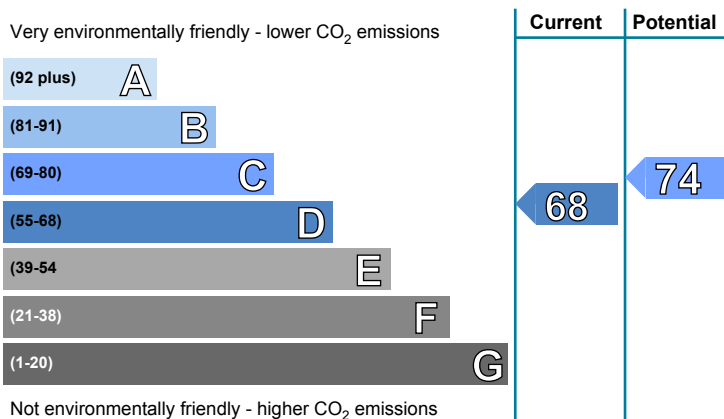 Current Potential
Very environmentally friendly - lower CO2 emissions
(92 plus) A
(81-91) B
(69-80) C
74
(55-68) D
68
(39-54 E
(21-38) F
(1-20) G
Not environmentally friendly - higher CO2 emissions